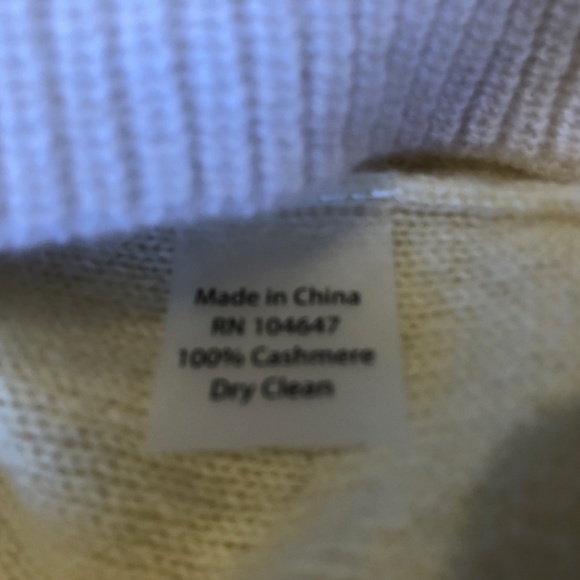 Made in China
RN 104647
100% Cashmere
Dry Clean